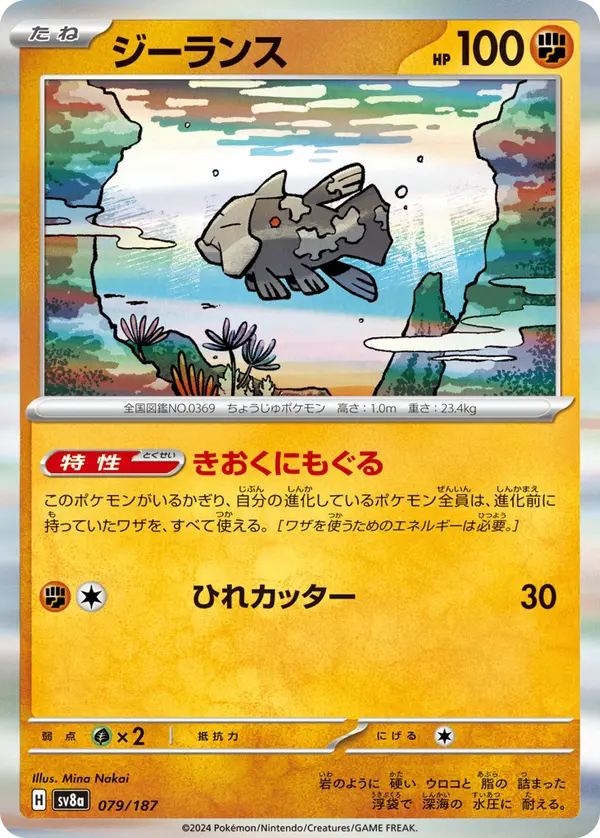 たね ジーランス HP 100
全国図鑑NO.0369 ちょうじゅポケモン 高さ:1.0m 重さ:23.4kg
特性 とくせい きおくにもぐる
このポケモンがいるかぎり、自分の進化しているポケモン全員は、進化前に
持っていたワザを、すべて使える。[ワザを使うためのエネルギーは必要。]
ひれカッター 30
弱点 ×2 抵抗力 にげる
Illus. Mina Nakai
H sv8a 079/187
岩のように 硬い ウロコと 脂の 詰まった
浮袋で 深海の 水圧に 耐える。
©2024 Pokémon/Nintendo/Creatures/GAME FREAK.